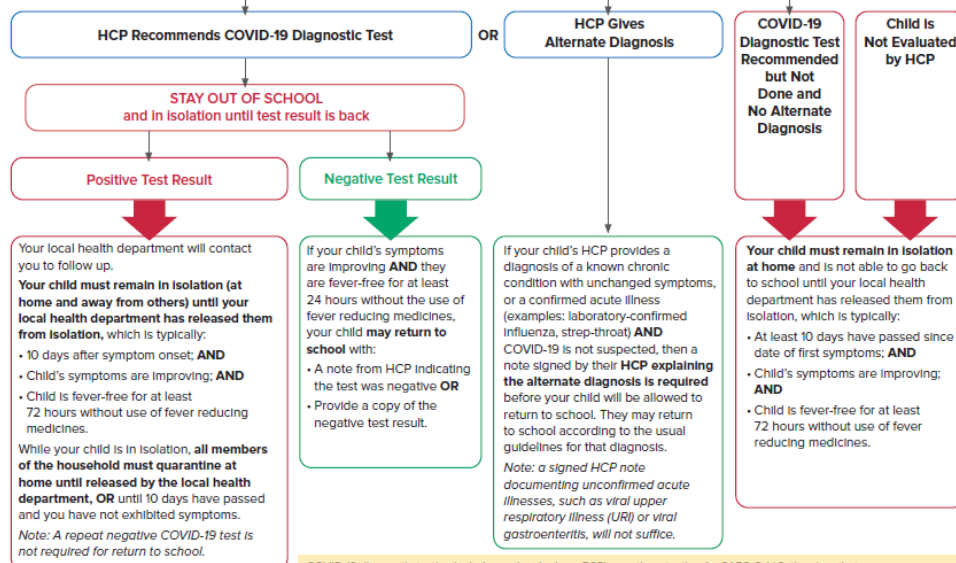 HCP Recommends COVID-19 Diagnostic Test
OR
HCP Gives
Alternate Diagnosis
COVID-19
Diagnostic Test
Recommended
but Not
Done and
No Alternate
Diagnosis
Child is
Not Evaluated
by HCP
STAY OUT OF SCHOOL
and in isolation until test result is back
Positive Test Result
Negative Test Result
Your local health department will contact
you to follow up.
Your child must remain in isolation (at
home and away from others) until your
local health department has released them
from isolation, which is typically:
• 10 days after symptom onset; AND
• Child's symptoms are improving; AND
• Child is fever-free for at least
72 hours without use of fever reducing
medicines.
While your child is in isolation, all members
of the household must quarantine at
home until released by the local health
department, OR until 10 days have passed
and you have not exhibited symptoms.
Note: A repeat negative COVID-19 test is
not required for return to school.
If your child's symptoms
are improving AND they
are fever-free for at least
24 hours without the use of
fever reducing medicines,
your child may return to
school with:
• A note from HCP indicating
the test was negative OR
• Provide a copy of the
negative test result.
If your child's HCP provides a
diagnosis of a known chronic
condition with unchanged symptoms,
or a confirmed acute illness
(examples: laboratory-confirmed
influenza, strep-throat) AND
COVID-19 is not suspected, then a
note signed by their HCP explaining
the alternate diagnosis is required
before your child will be allowed to
return to school. They may return
to school according to the usual
guidelines for that diagnosis.
Note: a signed HCP note
documenting unconfirmed acute
illnesses, such as viral upper
respiratory illness (URI) or viral
gastroenteritis, will not suffice.
Your child must remain in isolation
at home and is not able to go back
to school until your local health
department has released them from
isolation, which is typically:
• At least 10 days have passed since
date of first symptoms; AND
• Child's symptoms are improving;
AND
• Child is fever-free for at least
72 hours without use of fever
reducing medicines.